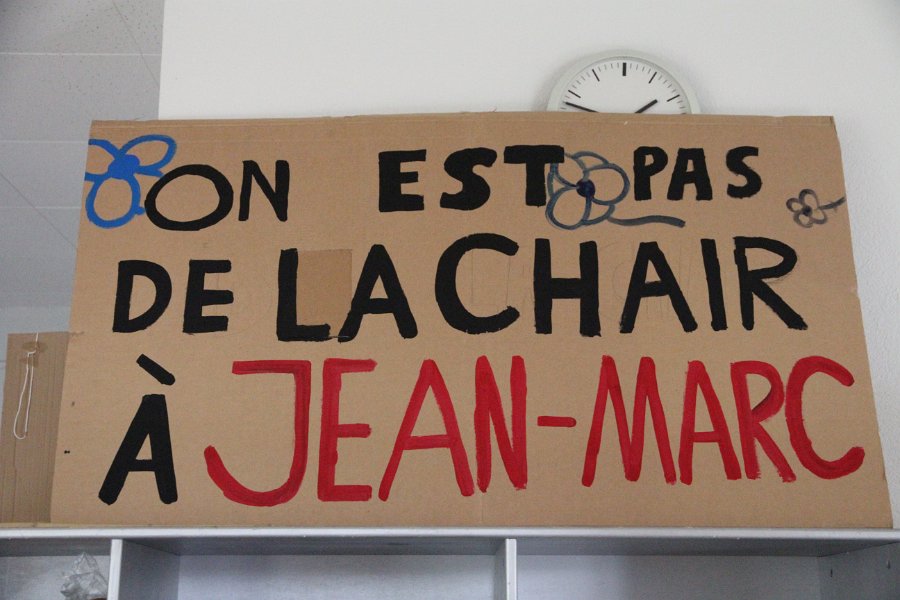 ON EST PAS
DE LA CHAIR
À JEAN-MARC